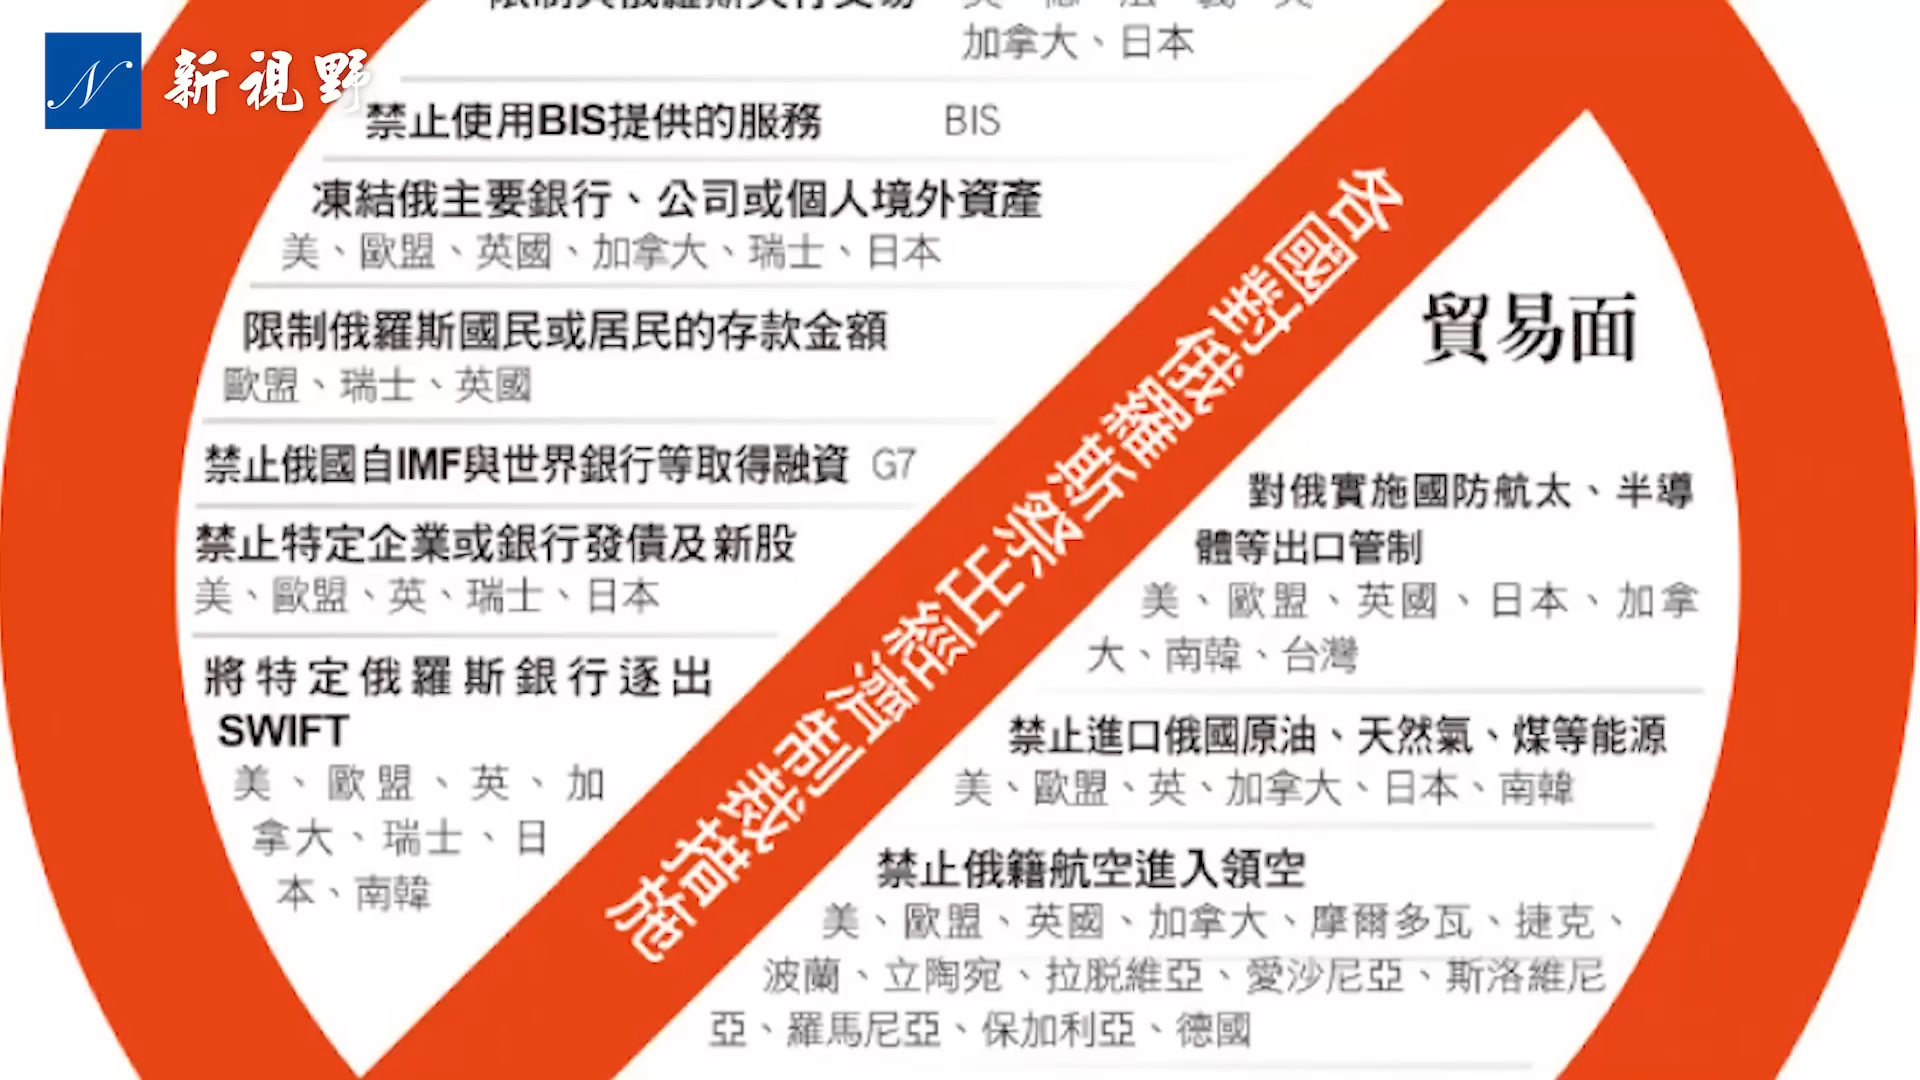 新視野
加拿大、日本
禁止使用BIS提供的服務 BIS
凍結俄主要銀行、公司或個人境外資產
美、歐盟、英國、加拿大、瑞士、日本
限制俄羅斯國民或居民的存款金額
歐盟、瑞士、英國
禁止俄國自IMF與世界銀行等取得融資 G7
禁止特定企業或銀行發債及新股
美、歐盟、英、瑞士、日本
將特定俄羅斯銀行逐出
SWIFT
美、歐盟、英、加
拿大、瑞士、日
本、南韓
各國對俄羅斯祭出經濟制裁措施
貿易面
對俄實施國防航太、半導
體等出口管制
美、歐盟、英國、日本、加拿
大、南韓、台灣
禁止進口俄國原油、天然氣、煤等能源
美、歐盟、英、加拿大、日本、南韓
禁止俄籍航空進入領空
美、歐盟、英國、加拿大、摩爾多瓦、捷克、
波蘭、立陶宛、拉脱維亞、愛沙尼亞、斯洛維尼
亞、羅馬尼亞、保加利亞、德國